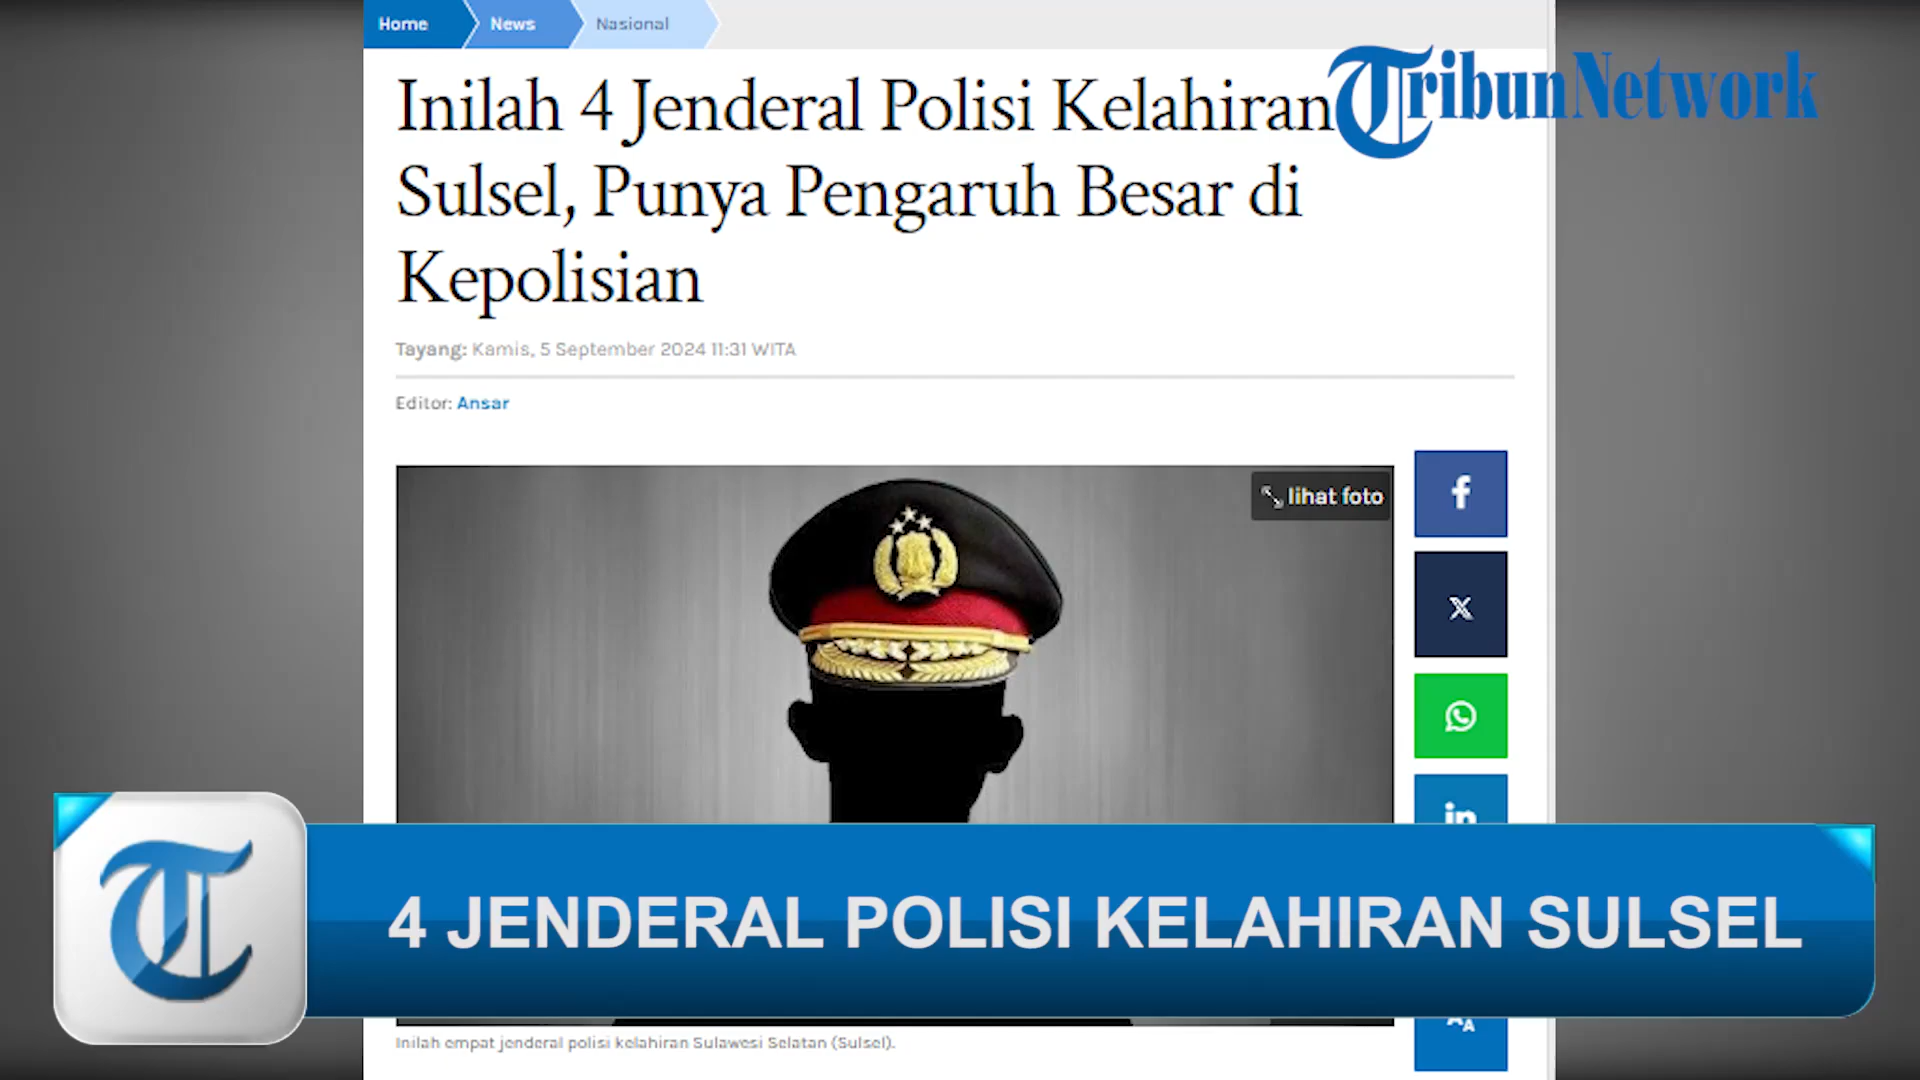 Home News Nasional
TribunNetwork
Inilah 4 Jenderal Polisi Kelahiran
Sulsel, Punya Pengaruh Besar di
Kepolisian
Tayang: Kamis, 5 September 2024 11:31 WITA
Editor: Ansar
lihat foto
f
X
in
T
4 JENDERAL POLISI KELAHIRAN SULSEL
AA
Inilah empat jenderal polisi kelahiran Sulawesi Selatan (Sulsel).